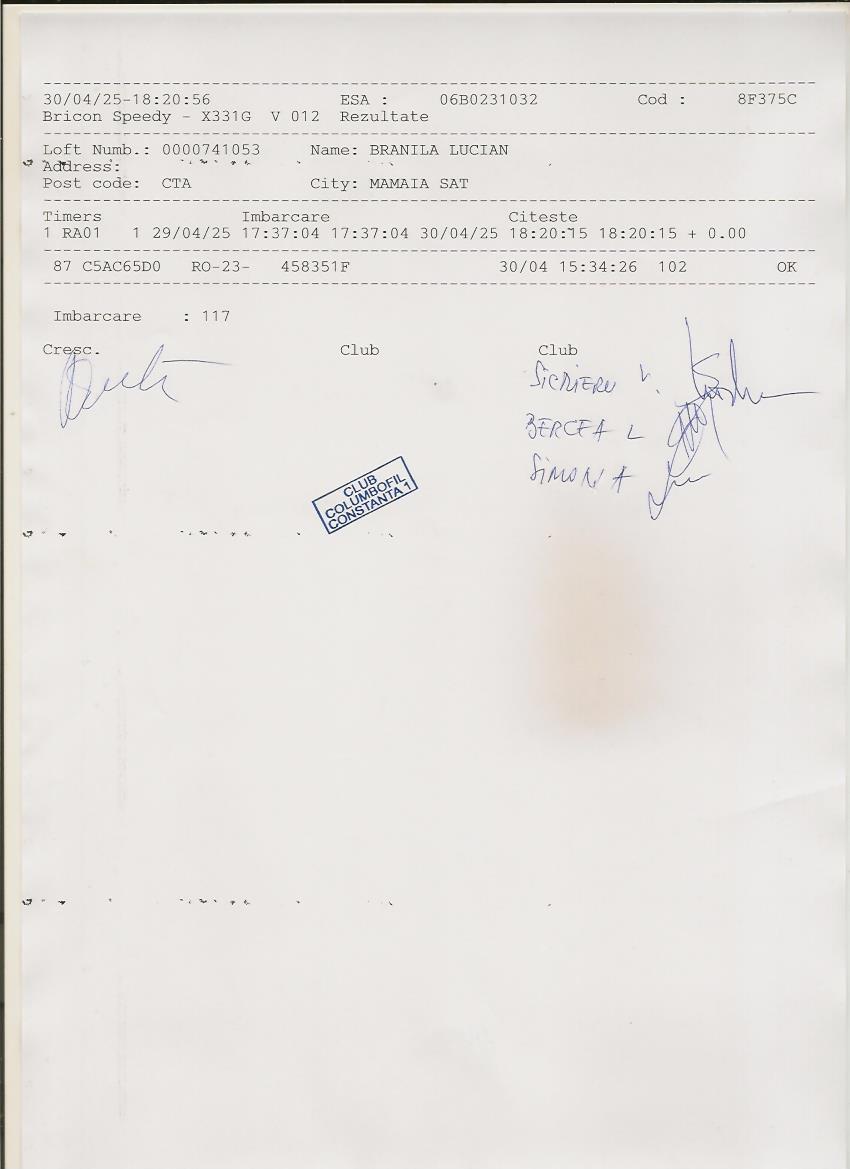 30/04/25-18:20:56 ESA : 06B0231032 Cod : 8F375C
Bricon Speedy - X331G V 012 Rezultate
Loft Numb.: 0000741053 Name: BRANILA LUCIAN
Address:
Post code: CTA City: MAMAIA SAT
Timers Imbarcare Citeste
1 RA01 1 29/04/25 17:37:04 17:37:04 30/04/25 18:20:15 18:20:15 + 0.00
87 C5AC65D0 RO-23- 458351F 30/04 15:34:26 102 OK
Imbarcare : 117
Cresc. Club Club
BERCEA L
SIMON A
CLUB
COLUMBOFIL
CONSTANTA 1